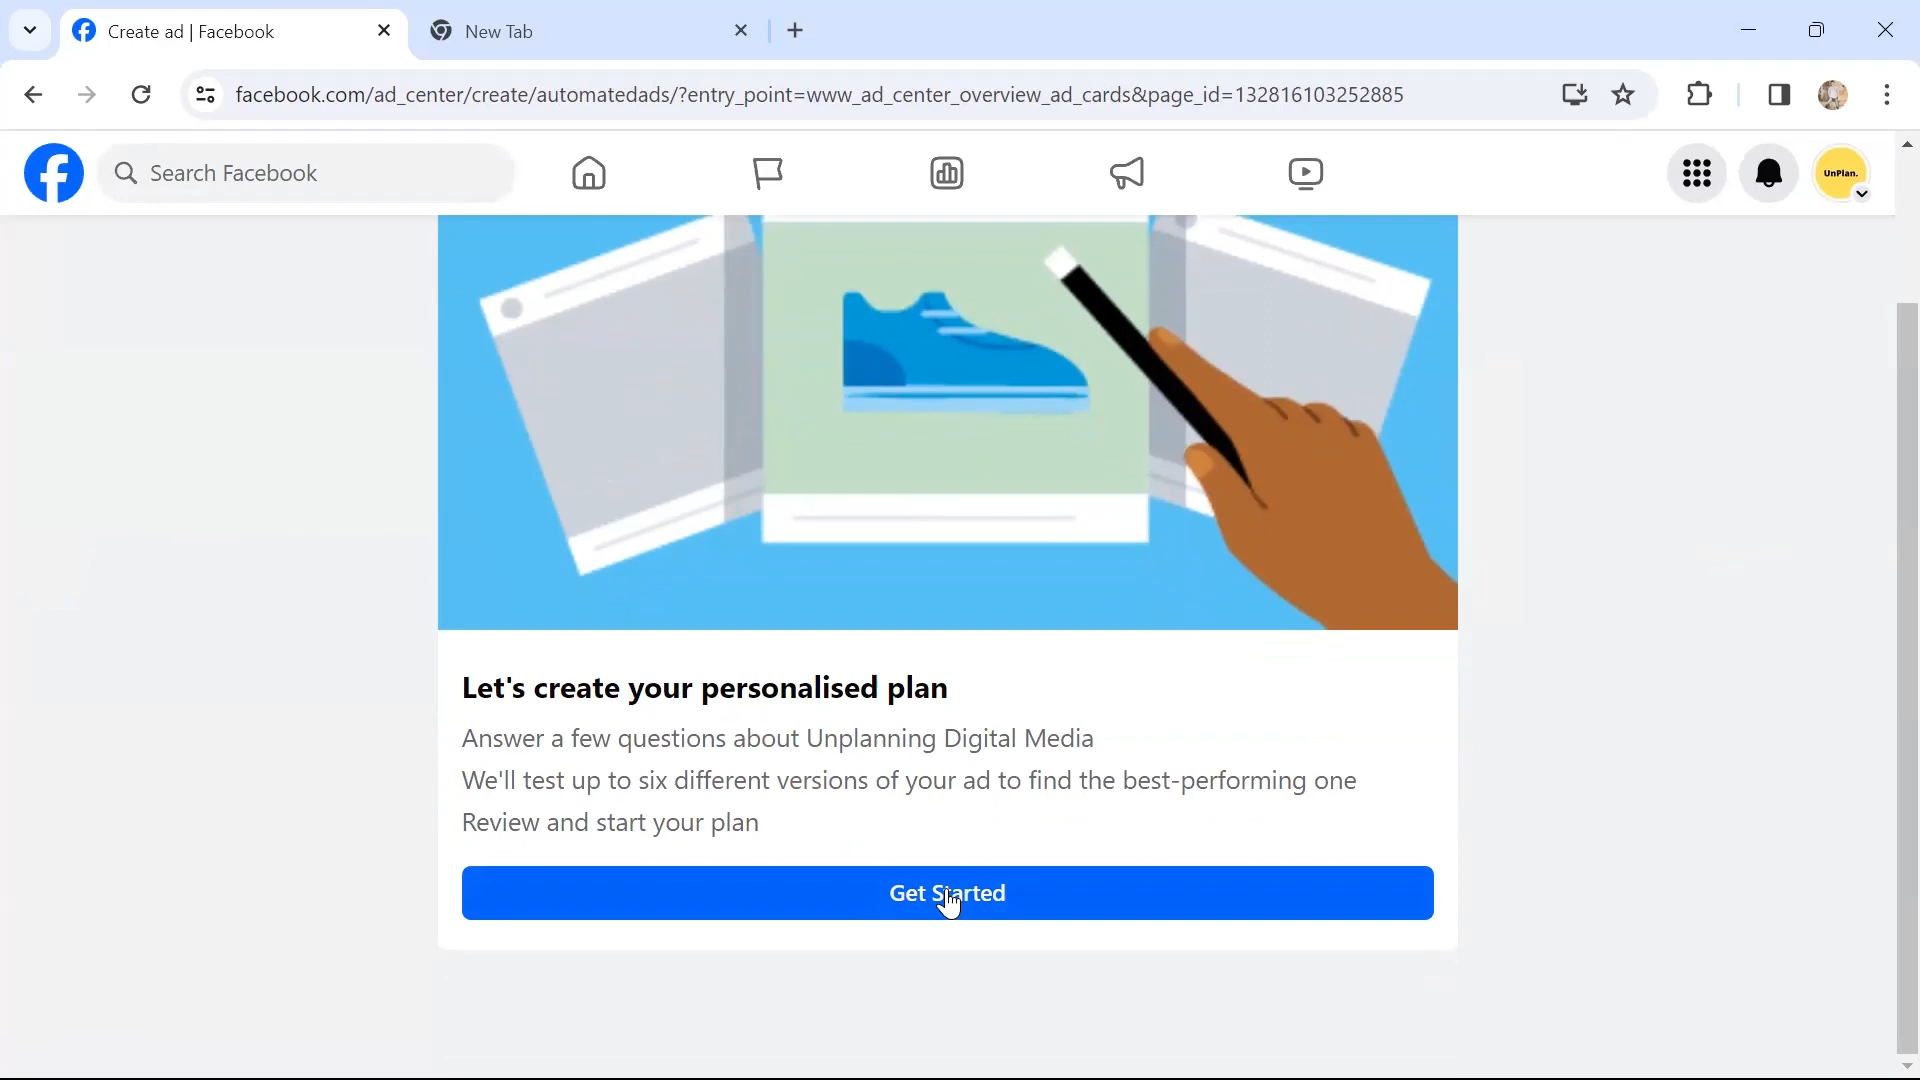 Create ad | Facebook
New Tab
facebook.com/ad_center/create/automatedads/?entry_point=www_ad_center_overview_ad_cards&page_id=132816103252885
Search Facebook
UnPlan.
Let's create your personalised plan
Answer a few questions about Unplanning Digital Media
We'll test up to six different versions of your ad to find the best-performing one
Review and start your plan
Get Started